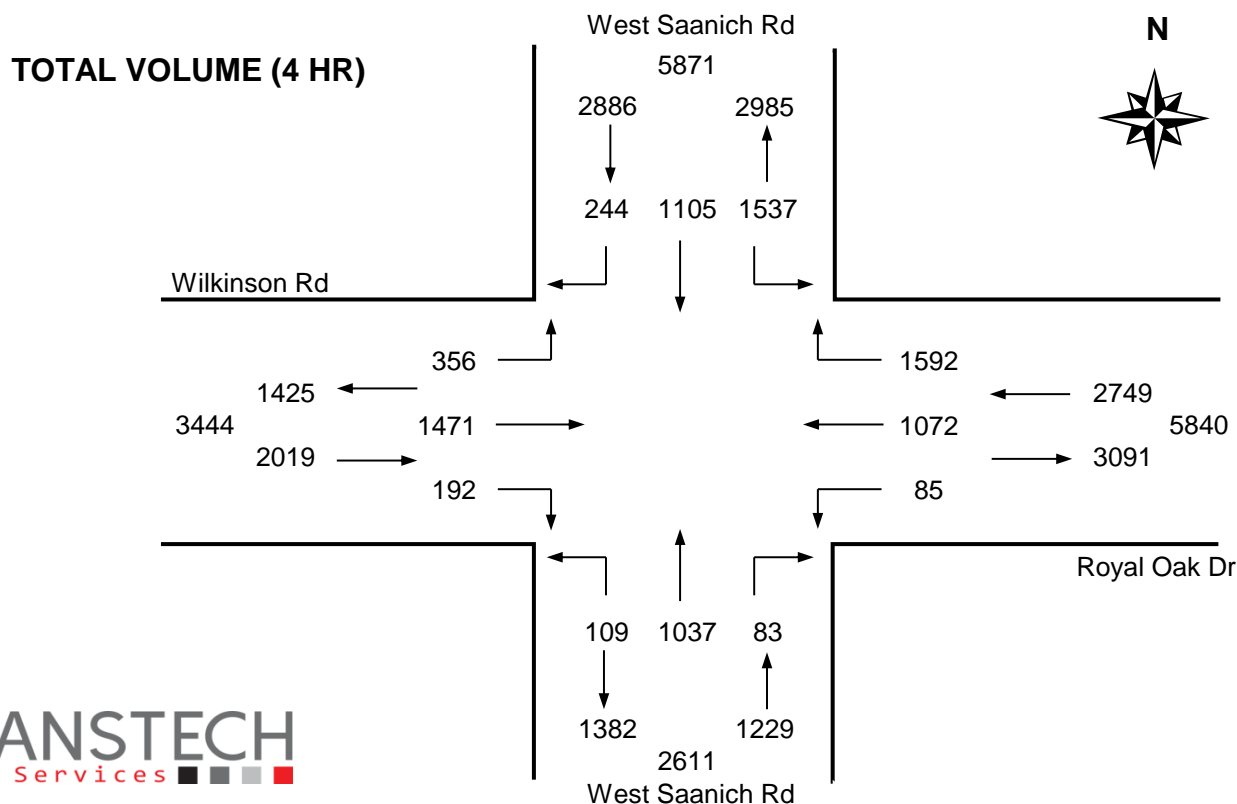 West Saanich Rd
N
TOTAL VOLUME (4 HR)
5871
2886 2985
244 1105 1537
Wilkinson Rd
356 1592
1425 2749
3444 1471 1072 5840
2019 3091
192 85
Royal Oak Dr
109 1037 83
1382 1229
2611
West Saanich Rd
ANSTECH
Services